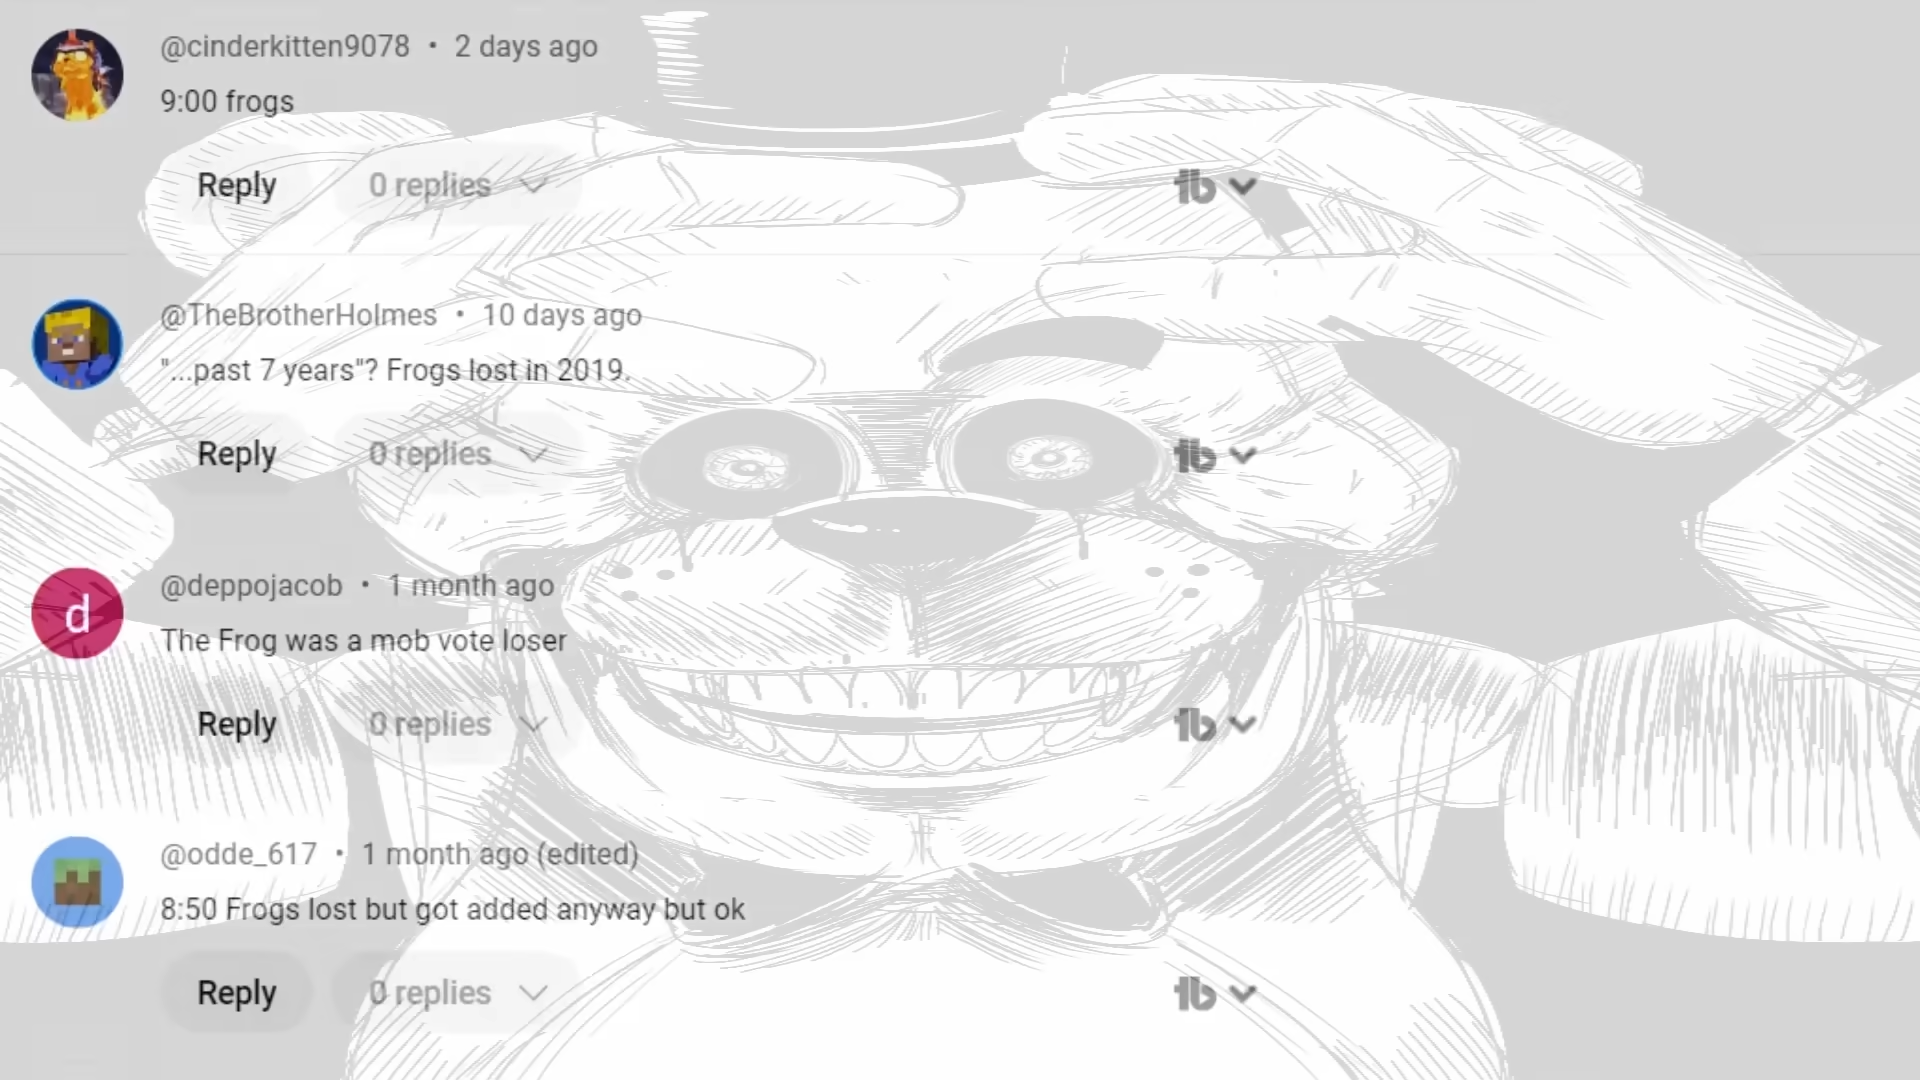 @cinderkitten9078 • 2 days ago
9:00 frogs
Reply 0 replies
@TheBrotherHolmes • 10 days ago
"...past 7 years"? Frogs lost in 2019.
Reply 0 replies
d
@deppojacob • 1 month ago
The Frog was a mob vote loser
Reply 0 replies
@odde_617 • 1 month ago (edited)
8:50 Frogs lost but got added anyway but ok
Reply 0 replies